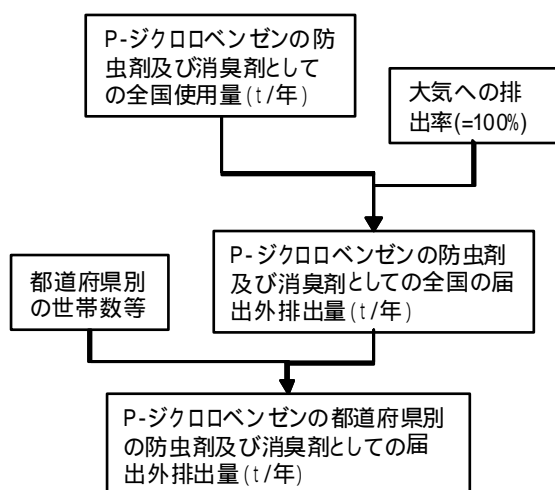 P-ジクロロベンゼンの防
虫剤及び消臭剤として
の全国使用量(t/年)
大気への排
出率(=100%)
P-ジクロロベンゼンの防虫剤
及び消臭剤としての全国の届
出外排出量(t/年)
都道府県別
の世帯数等
P-ジクロロベンゼンの都道府県別
の防虫剤及び消臭剤としての届
出外排出量(t/年)